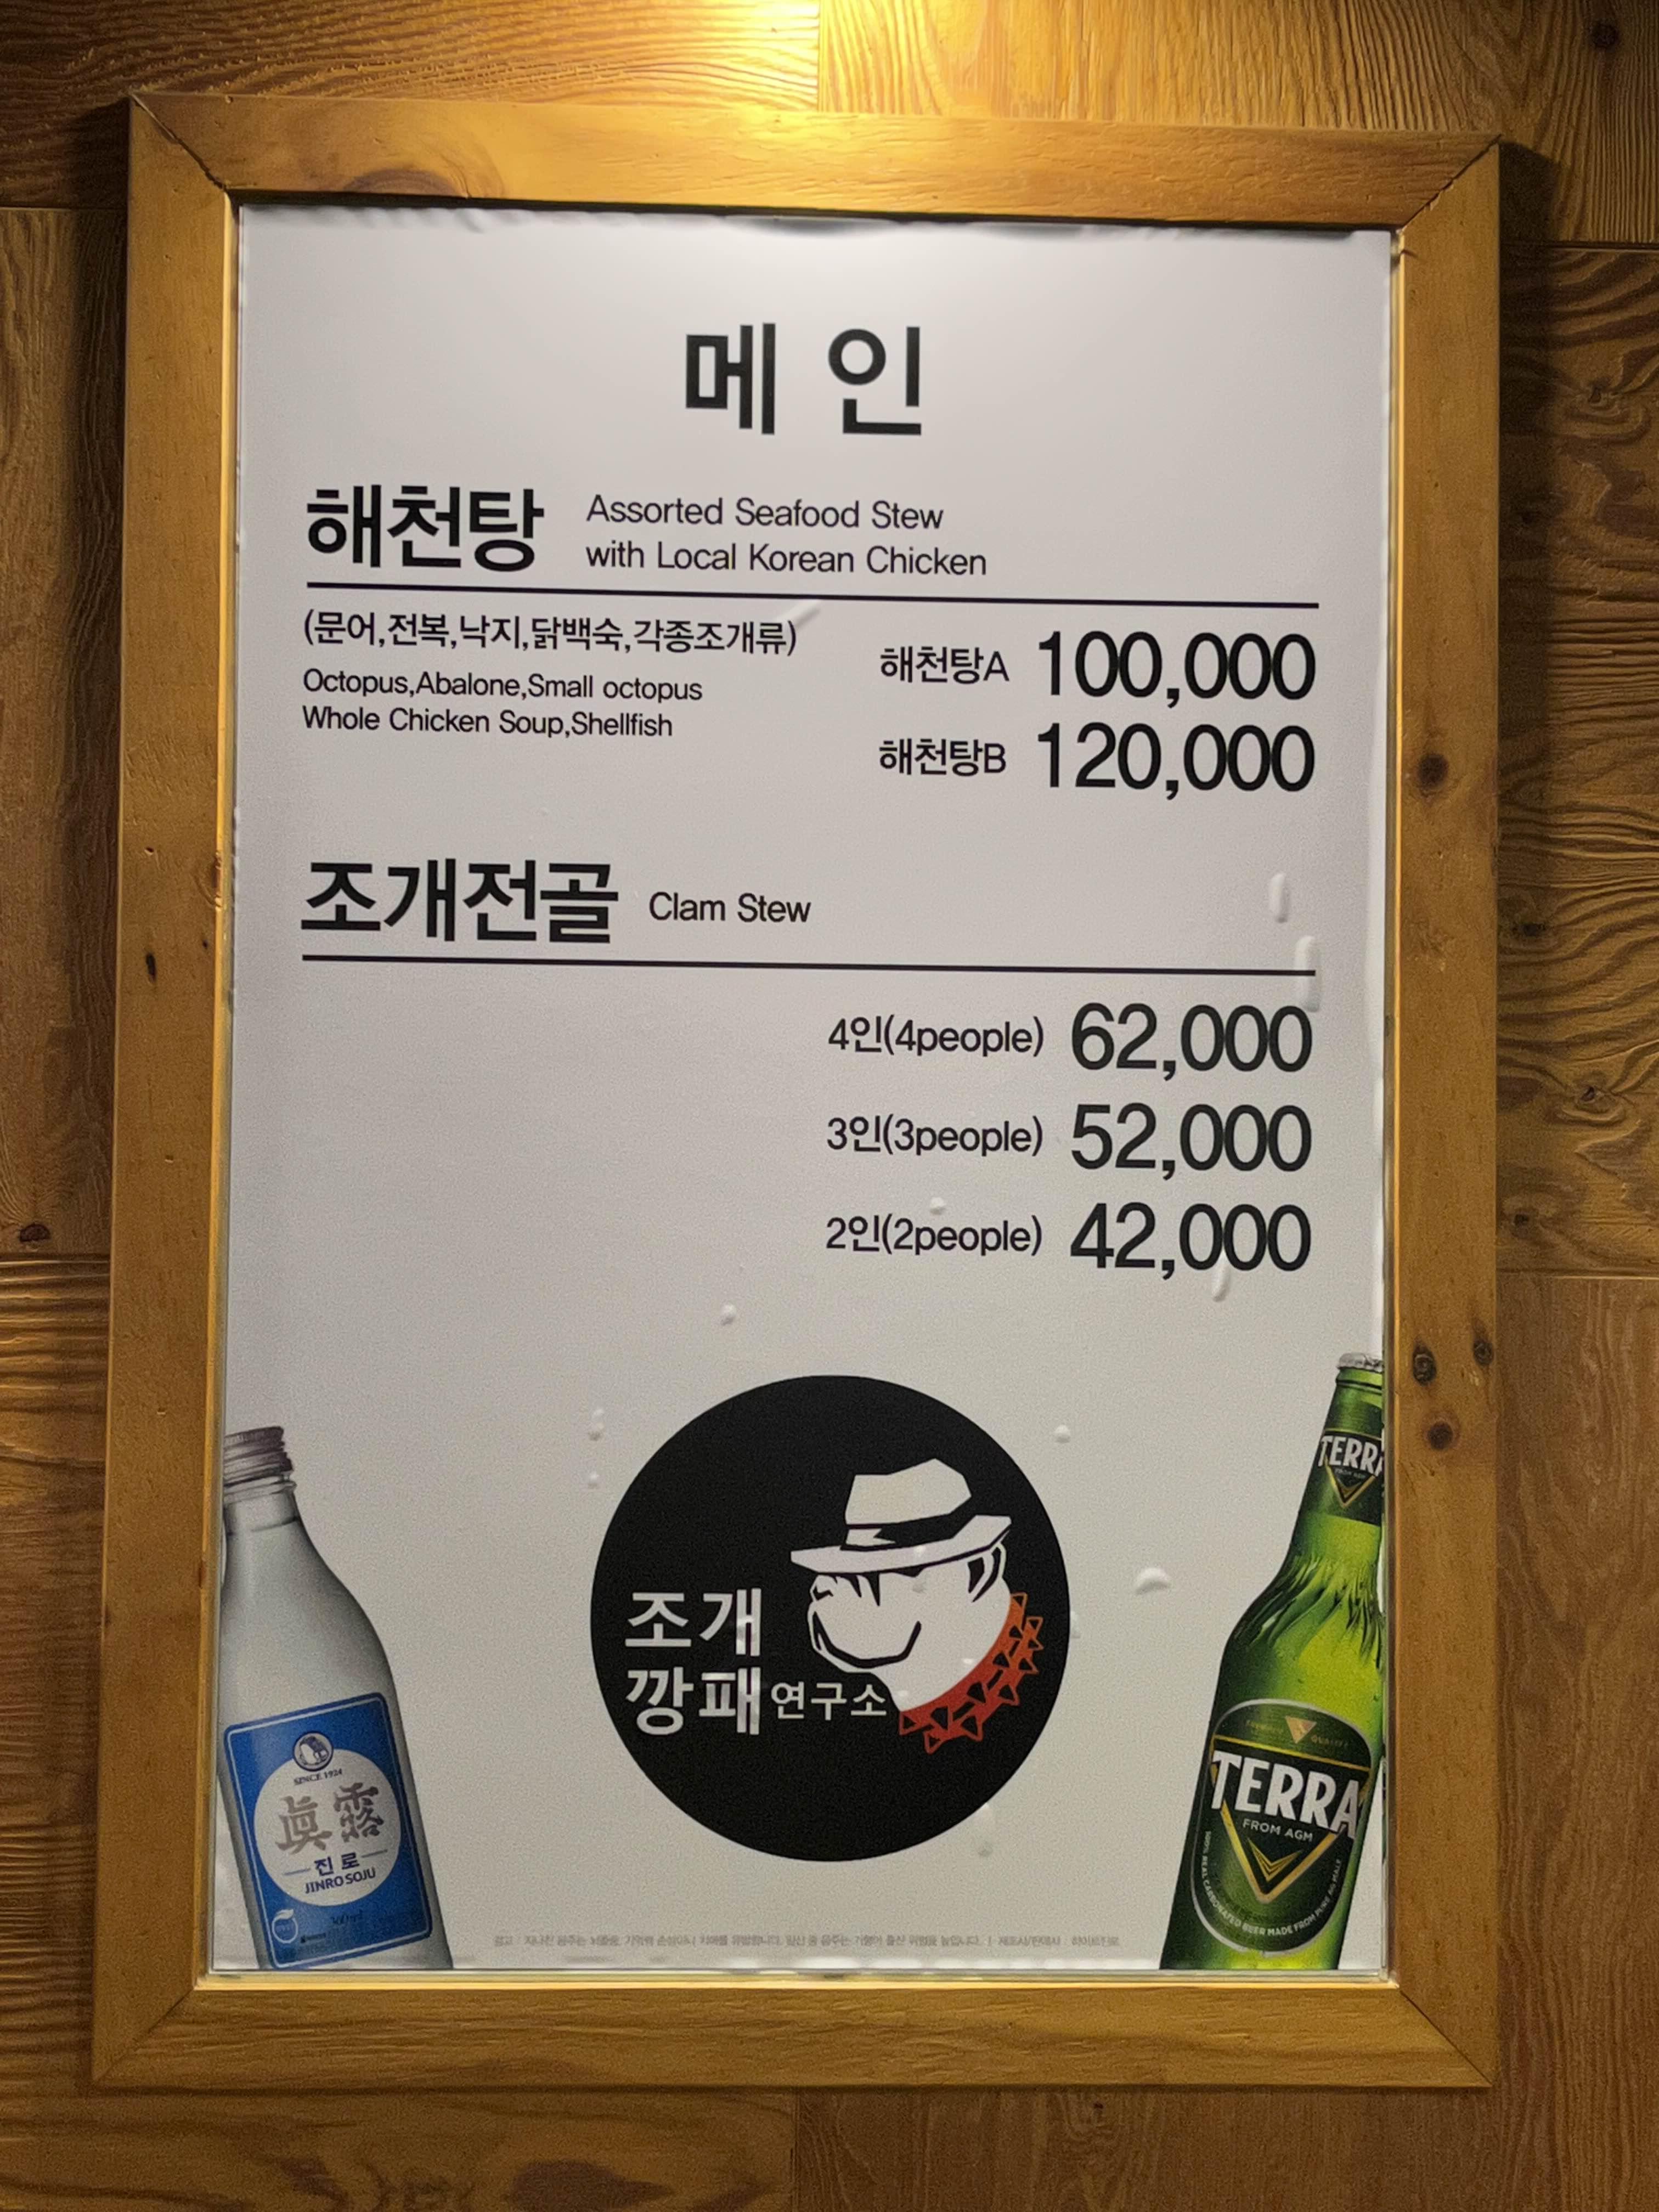 메인
해천탕 Assorted Seafood Stew
with Local Korean Chicken
(문어,전복,낙지,닭백숙,각종조개류)
Octopus,Abalone,Small octopus
Whole Chicken Soup,Shellfish
해천탕A 100,000
해천탕B 120,000
조개전골 Clam Stew
4인(4people) 62,000
3인(3people) 52,000
2인(2people) 42,000
조개
깡패연구소
SINCE 1924
眞露
진로
JINRO SOJU
TERRA
TERRA
FROM AGM